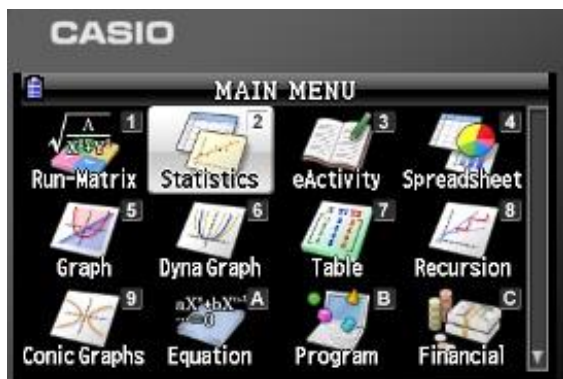 CASIO
MAIN MENU
1 2 3 4
Run-Matrix Statistics eActivity Spreadsheet
5 6 7 8
Graph Dyna Graph Table Recursion
9 A B C
Conic Graphs Equation Program Financial